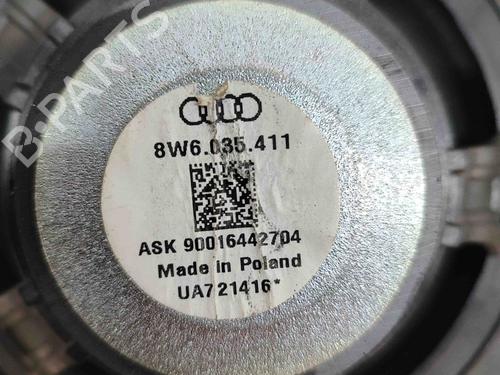 B-PARTS
8W6.035.411
ASK 90016442704
Made in Poland
UA721416*